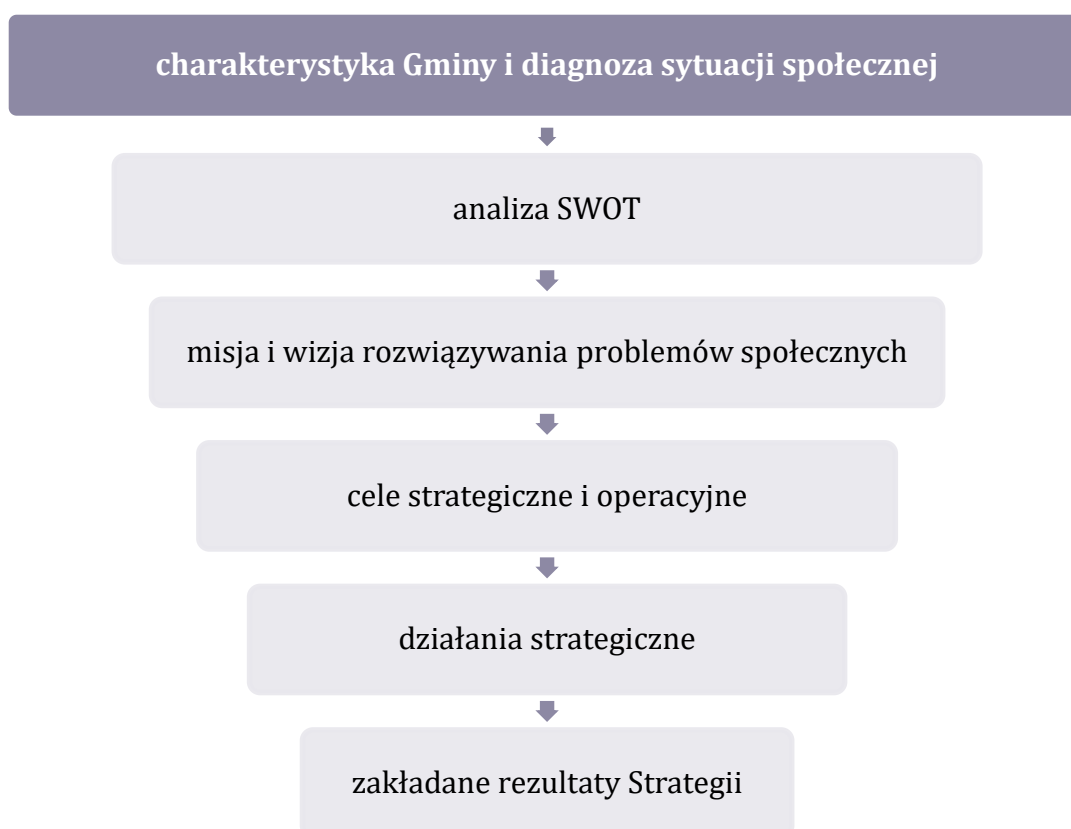 charakterystyka Gminy i diagnoza sytuacji społecznej
analiza SWOT
misja i wizja rozwiązywania problemów społecznych
cele strategiczne i operacyjne
działania strategiczne
zakładane rezultaty Strategii